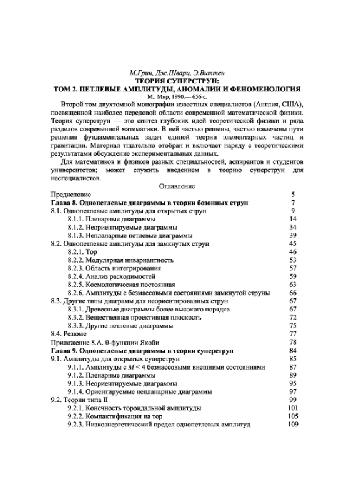 М.Грин, Дж.Шварц, Э.Виттен
ТЕОРИЯ СУПЕРСТРУН:
ТОМ 2. ПЕТЛЕВЫЕ АМПЛИТУДЫ, АНОМАЛИИ И ФЕНОМЕНОЛОГИЯ
М.: Мир, 1990.—656 с.
Второй том двухтомной монографии известных специалистов (Англия, США),
посвященной наиболее передовой области современной математической физики.
Теория суперструн — это синтез глубоких идей теоретической физики и ряда
разделов современной математики. В ней частью решены, частью намечены пути
решения фундаментальных задач единой теории элементарных частиц и
гравитации. Материал тщательно отобран и включает наряду с теоретическими
результатами обсуждение экспериментальных данных.
Для математиков и физиков разных специальностей, аспирантов и студентов
университетов; может служить введением в теорию суперструн для
неспециалистов.
Оглавление
Предисловие 5
Глава 8. Однопетлевые диаграммы в теории бозонных струн 7
8.1. Однопетлевые амплитуды для открытых струн 9
8.1.1. Планарные диаграммы 14
8.1.2. Неориентируемые диаграммы 34
8.1.3. Непланарные петлевые диаграммы 39
8.2. Однопетлевые амплитуды для замкнутых струн 45
8.2.1. Тор 46
8.2.2. Модулярная инвариантность 53
8.2.3. Область интегрирования 57
8.2.4. Анализ расходимостей 59
8.2.5. Космологическая постоянная 63
8.2.6. Амплитуды с безмассовыми состояниями замкнутой струны 66
8.3. Другие типы диаграмм для неориентированных струн 67
8.3.1. Древесные диаграммы более высокого порядка 67
8.3.2. Вещественная проективная плоскость 72
8.3.3. Другие петлевые диаграммы 75
8.4. Резюме 77
Приложение 8.А. Θ-функции Якоби 78
Глава 9. Однопетлевые диаграммы в теории суперструн 84
9.1. Амплитуды для открытых суперструн 85
9.1.1. Амплитуды с M < 4 безмассовыми внешними состояниями 87
9.1.2. Планарные диаграммы 89
9.1.3. Неориентируемые диаграммы 95
9.1.4. Ориентируемые непланарные диаграммы 97
9.2. Теории типа II 99
9.2.1. Конечность тороидальной амплитуды 101
9.2.2. Компактификация на тор 103
9.2.3. Низкоэнергетический предел однопетлевых амплитуд 109